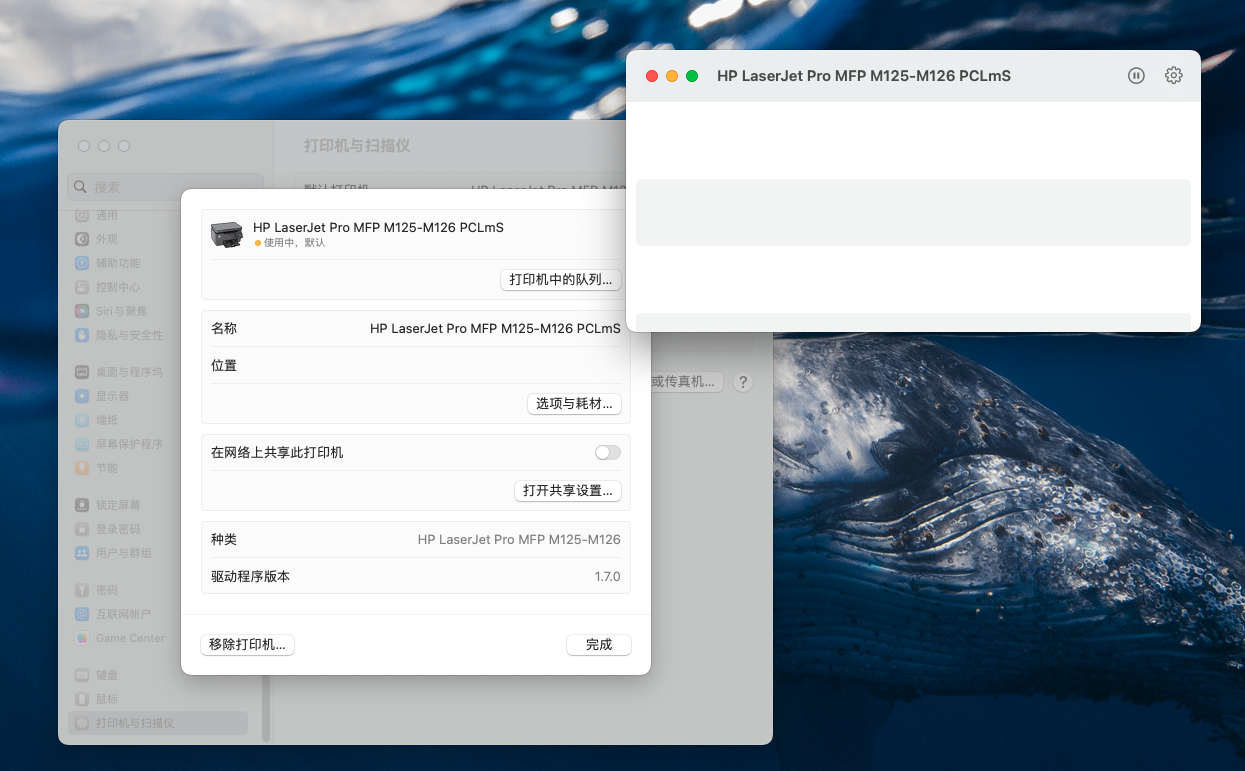 HP LaserJet Pro MFP M125-M126 PCLmS
打印机与扫描仪
搜索
默认打印机
HP LaserJet Pro MFP M12
通用
外观
辅助功能
控制中心
Siri与聚焦
隐私与安全性
桌面与程序坞
显示器
墙纸
屏幕保护程序
节能
锁定屏幕
登录密码
用户与群组
密码
互联网帐户
Game Center
键盘
鼠标
打印机与扫描仪
HP LaserJet Pro MFP M125-M126 PCLmS
使用中，默认
打印机中的队列...
名称
HP LaserJet Pro MFP M125-M126 PCLmS
位置
或传真机...
?
选项与耗材...
在网络上共享此打印机
打开共享设置...
种类
HP LaserJet Pro MFP M125-M126
驱动程序版本
1.7.0
移除打印机...
完成